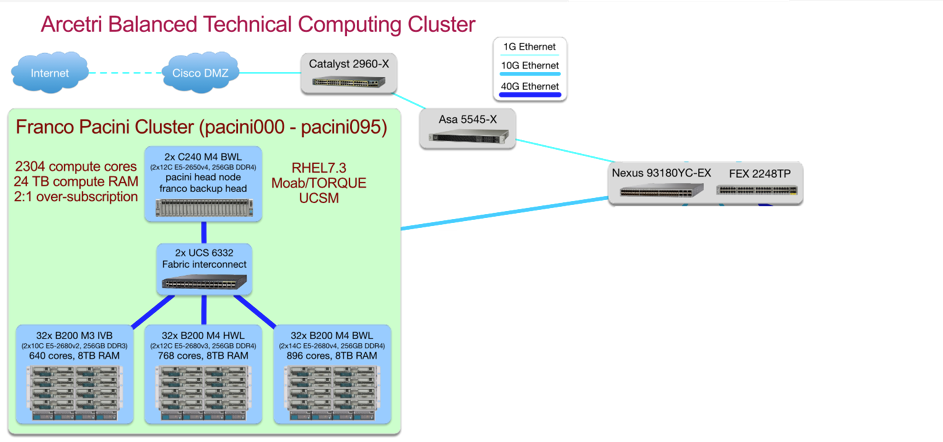 Arcetri Balanced Technical Computing Cluster
Internet
Cisco DMZ
Catalyst 2960-X
1G Ethernet
10G Ethernet
40G Ethernet
Asa 5545-X
Franco Pacini Cluster (pacini000 - pacini095)
2304 compute cores
24 TB compute RAM
2:1 over-subscription
2x C240 M4 BWL
(2x12C E5-2650v4, 256GB DDR4)
pacini head node
franco backup head
RHEL7.3
Moab/TORQUE
UCSM
Nexus 93180YC-EX
FEX 2248TP
2x UCS 6332
Fabric interconnect
32x B200 M3 IVB
(2x10C E5-2680v2, 256GB DDR3)
640 cores, 8TB RAM
32x B200 M4 HWL
(2x12C E5-2680v3, 256GB DDR4)
768 cores, 8TB RAM
32x B200 M4 BWL
(2x14C E5-2680v4, 256GB DDR4)
896 cores, 8TB RAM